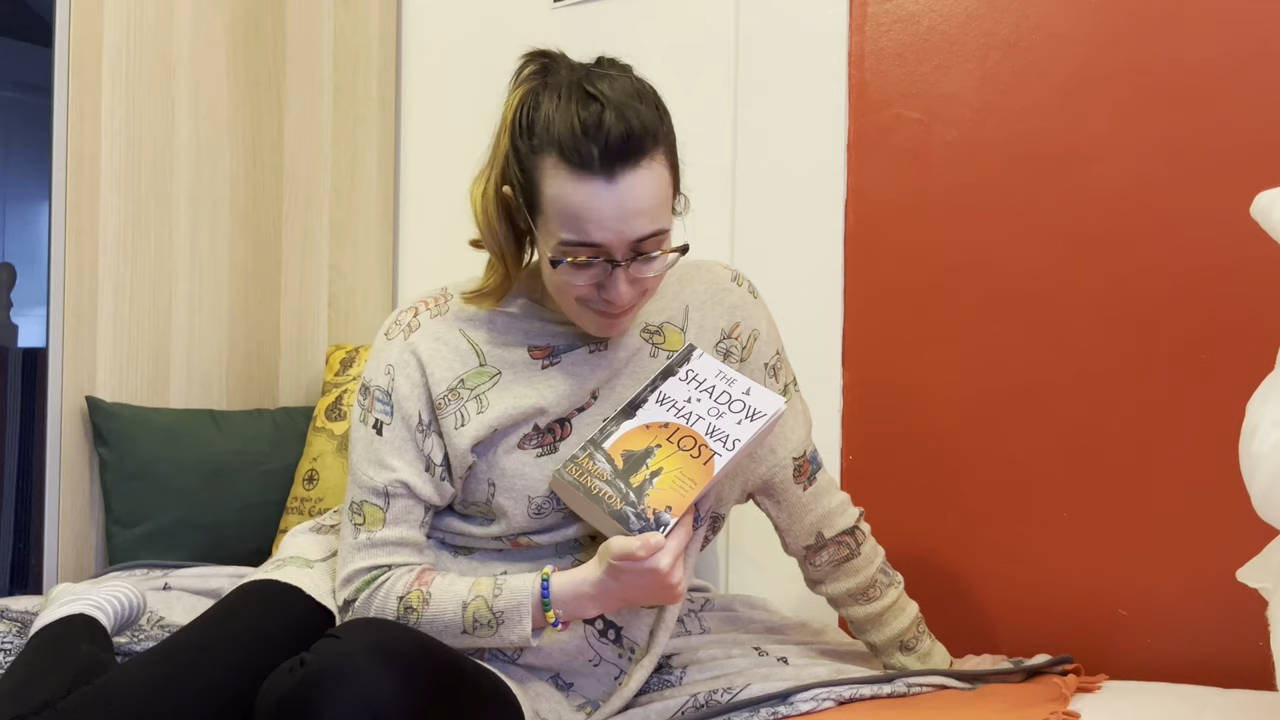 THE
SHADOW
OF
WHAT WAS
LOST
JAMES
ISLINGTON